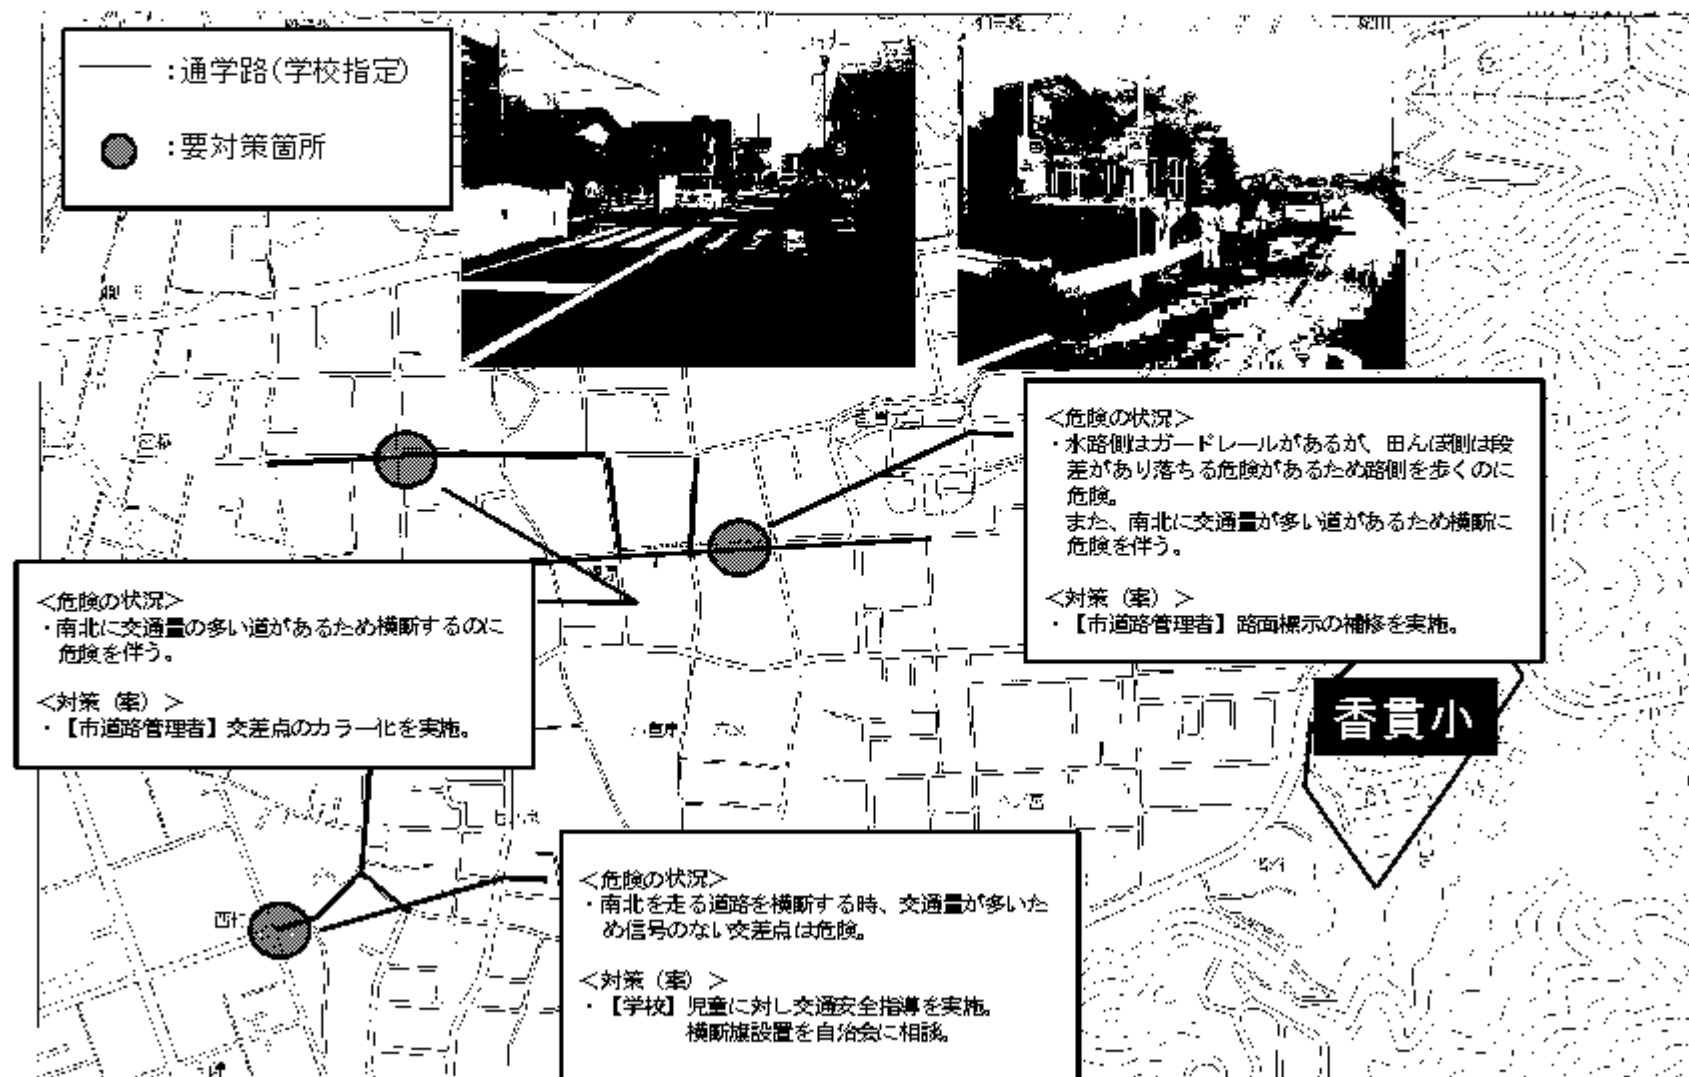 :通学路(学校指定)
:要対策箇所
<危険の状況>
・水路側はガードレールがあるが、田んぼ側は段
差があり落ちる危険があるため路側を歩くのに
危険。
また、南北に交通量が多い道があるため横断に
危険を伴う。
<対策(案)>
・【市道路管理者】路面標示の補修を実施。
<危険の状況>
・南北に交通量の多い道があるため横断するのに
危険を伴う。
<対策(案)>
・【市道路管理者】交差点のカラー化を実施。
香貫小
<危険の状況>
・南北を走る道路を横断する時、交通量が多いた
め信号のない交差点は危険。
<対策(案)>
・【学校】児童に対し交通安全指導を実施。
横断旗設置を自治会に相談。